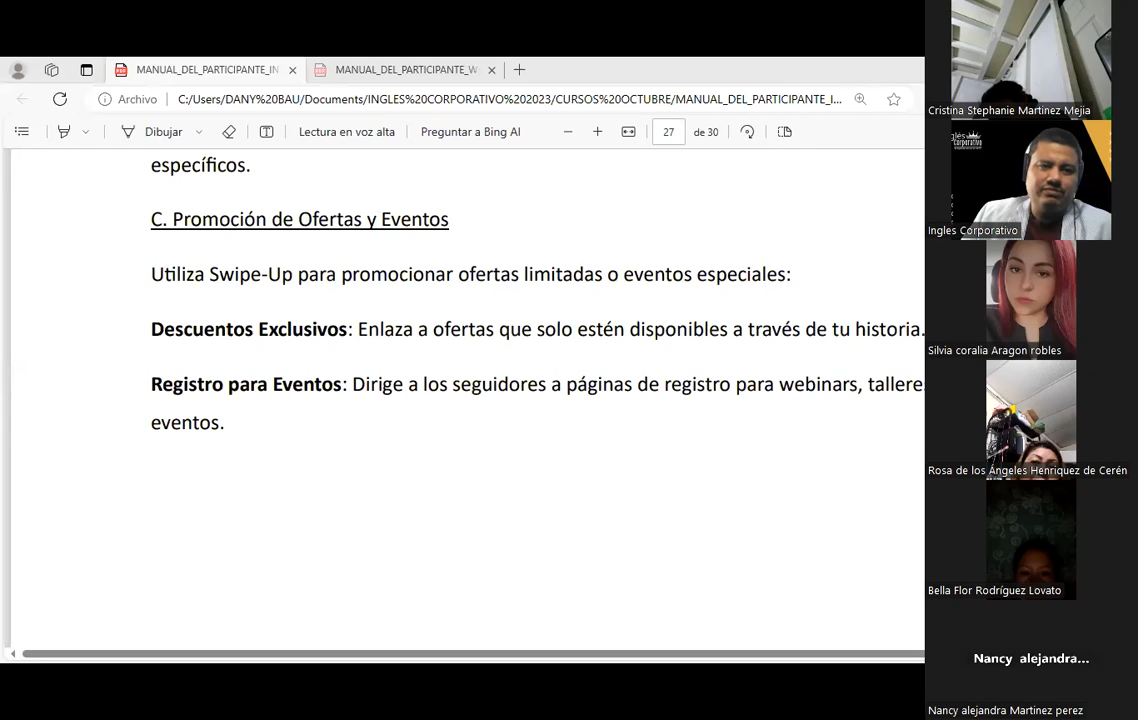 MANUAL_DEL_PARTICIPANTE_IN
MANUAL_DEL_PARTICIPANTE_W
Archivo
C:/Users/DANY%20BAU/Documents/INGLES%20CORPORATIVO%202023/CURSOS%20OCTUBRE/MANUAL_DEL_PARTICIPANTE_I...
Dibujar
Lectura en voz alta
Preguntar a Bing AI
27
de 30
específicos.
C. Promoción de Ofertas y Eventos
Utiliza Swipe-Up para promocionar ofertas limitadas o eventos especiales:
Descuentos Exclusivos: Enlaza a ofertas que solo estén disponibles a través de tu historia.
Registro para Eventos: Dirige a los seguidores a páginas de registro para webinars, tallere
eventos.
Cristina Stephanie Martinez Mejia
Ingles Corporativo
Silvia coralia Aragon robles
Rosa de los Ángeles Henriquez de Cerén
Bella Flor Rodríguez Lovato
Nancy alejandra...
Nancy alejandra Martinez perez